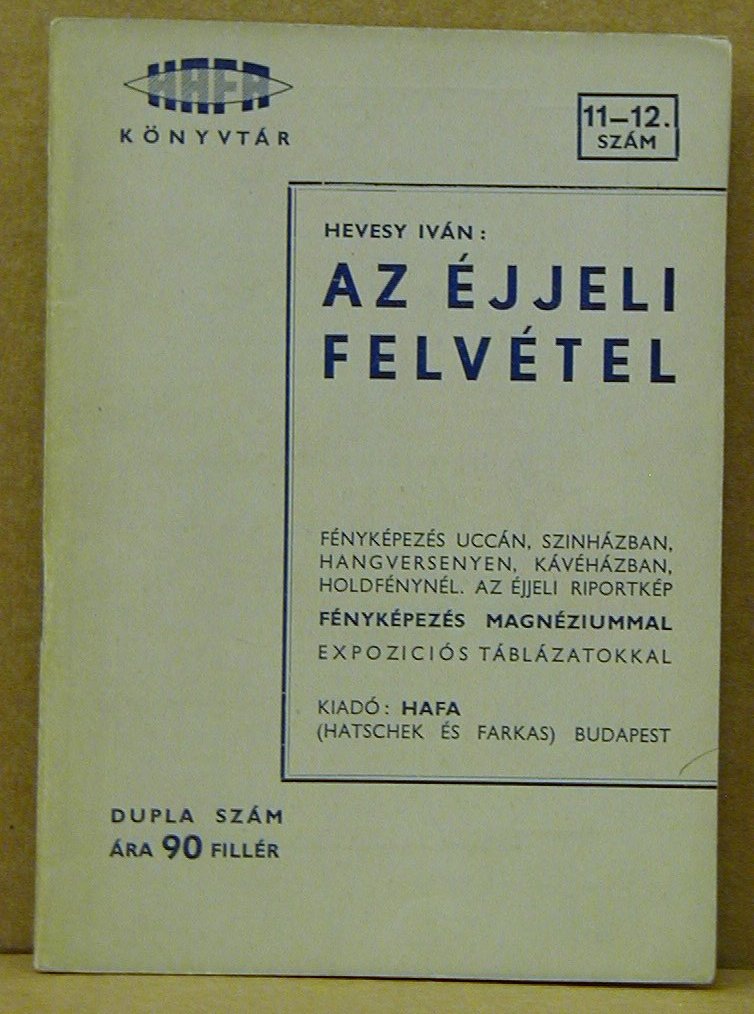 HAFA
KÖNYVTÁR
11–12.
SZÁM
HEVESY IVÁN:
AZ ÉJJELI
FELVÉTEL
FÉNYKÉPEZÉS UCCÁN, SZINHÁZBAN,
HANGVERSENYEN, KÁVÉHÁZBAN,
HOLDFÉNYNÉL. AZ ÉJJELI RIPORTKÉP
FÉNYKÉPEZÉS MAGNÉZIUMMAL
EXPOZICIÓS TÁBLÁZATOKKAL
KIADÓ: HAFA
(HATSCHEK ÉS FARKAS) BUDAPEST
DUPLA SZÁM
ÁRA 90 FILLÉR